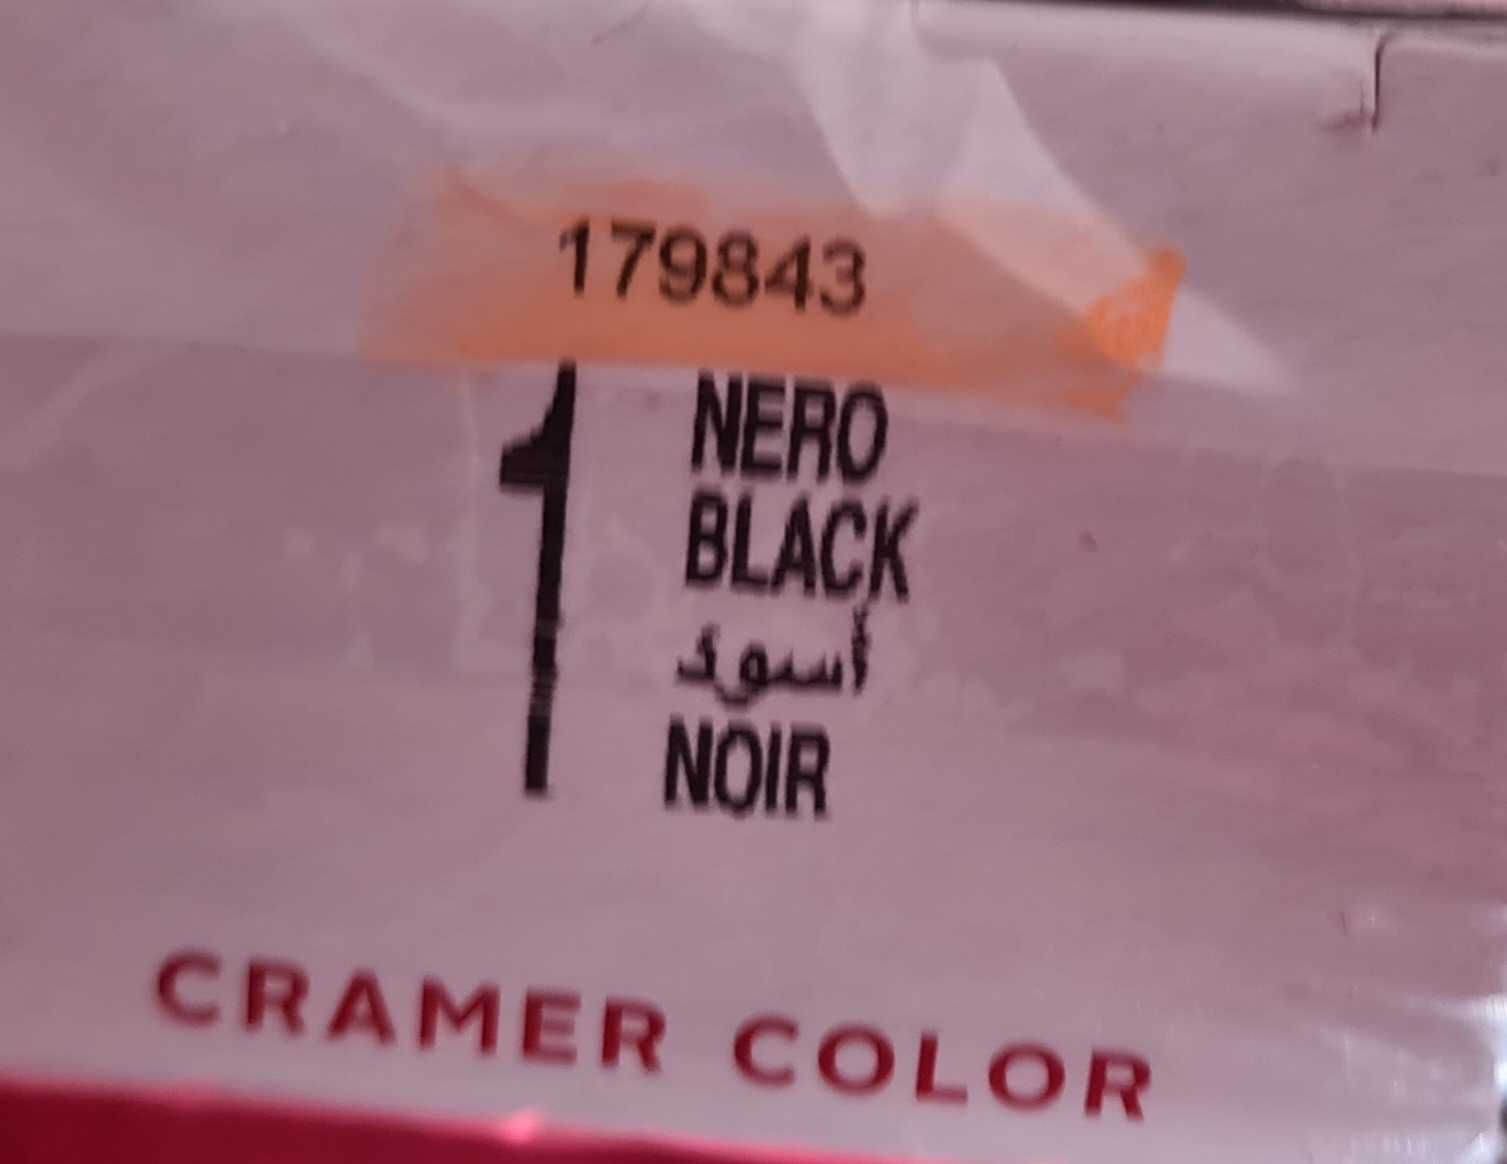 179843
1
NERO
BLACK
أسود
NOIR
CRAMER COLOR